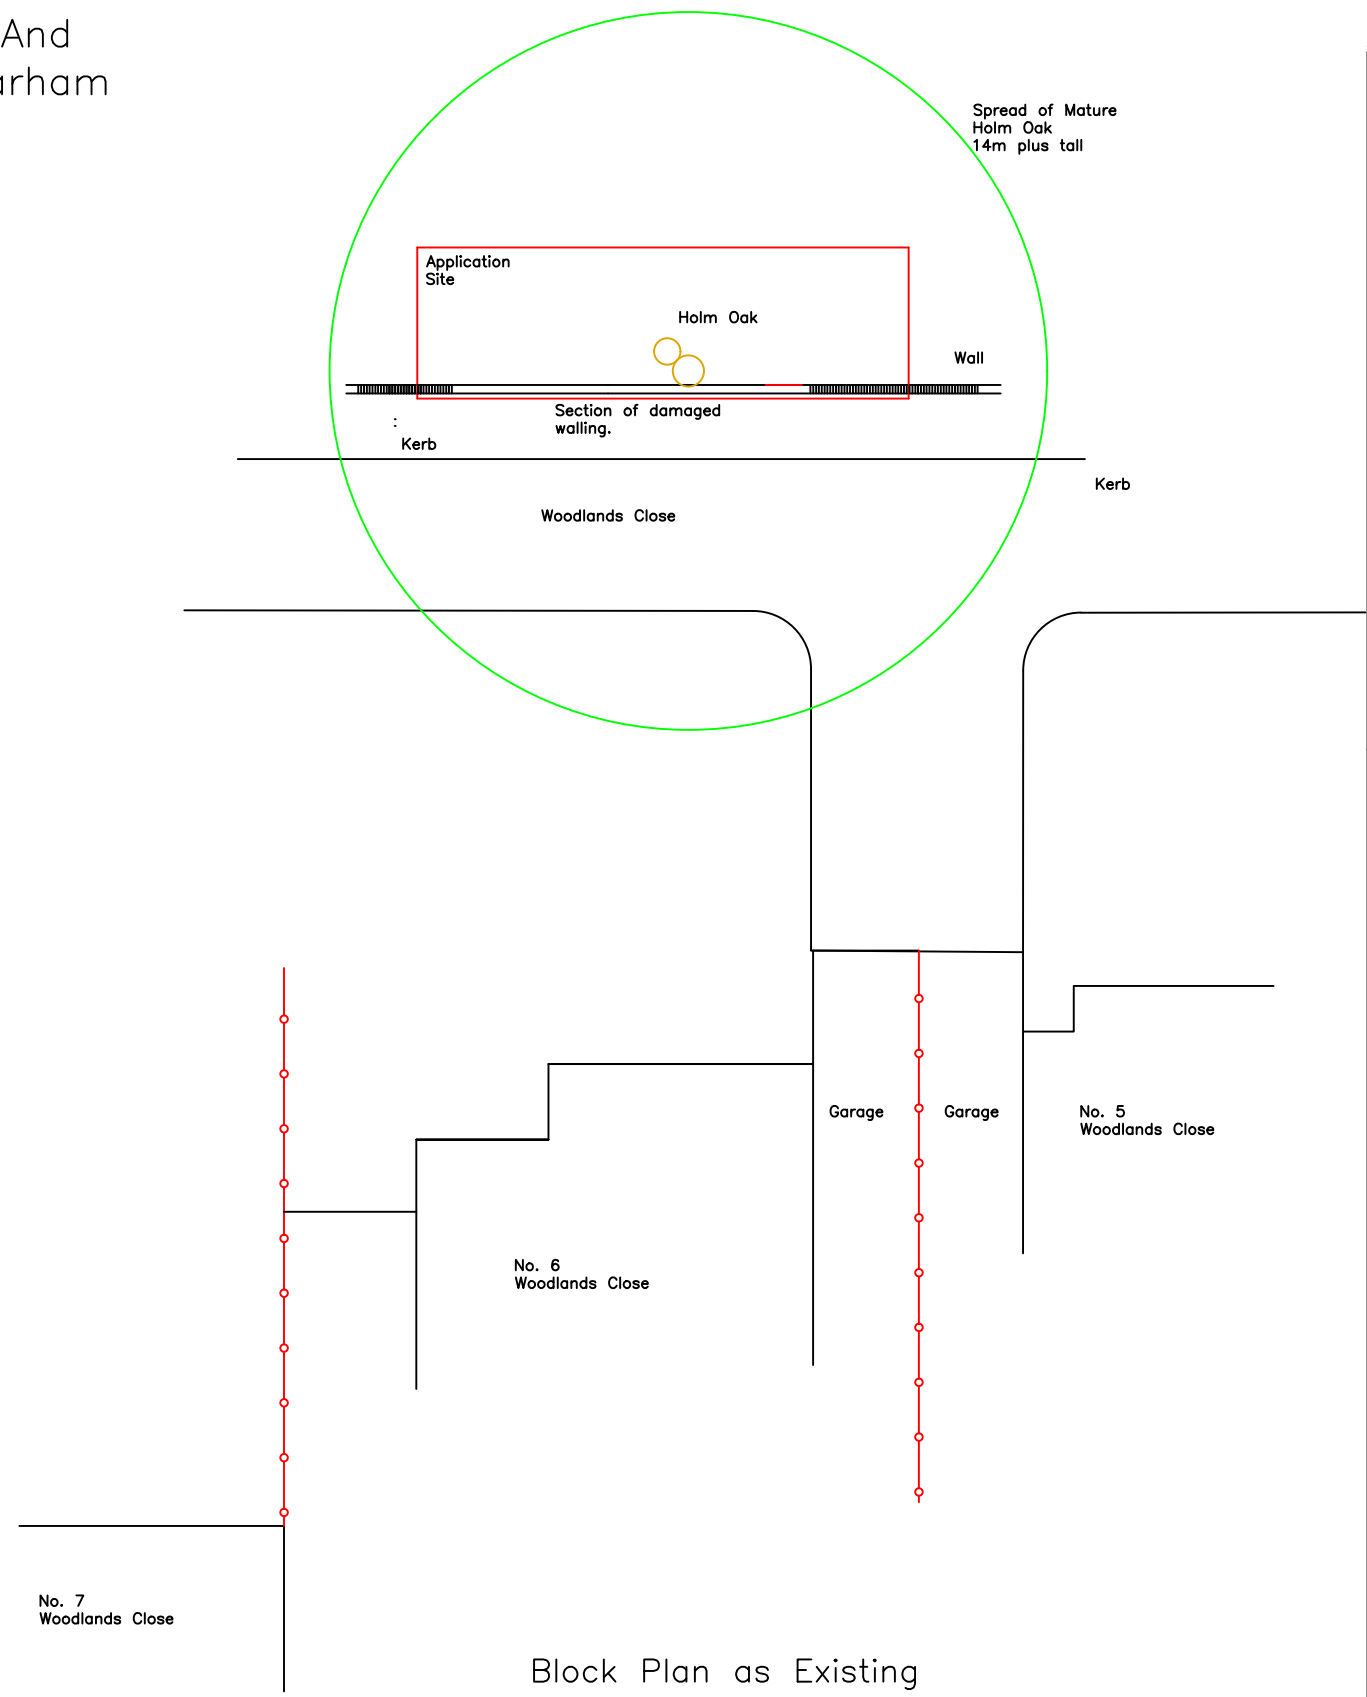 And
arham
Spread of Mature
Holm Oak
14m plus tall
Application
Site
Holm Oak
Wall
Section of damaged
walling.
:
Kerb
Kerb
Woodlands Close
Garage
Garage
No. 5
Woodlands Close
No. 6
Woodlands Close
No. 7
Woodlands Close
Block Plan as Existing